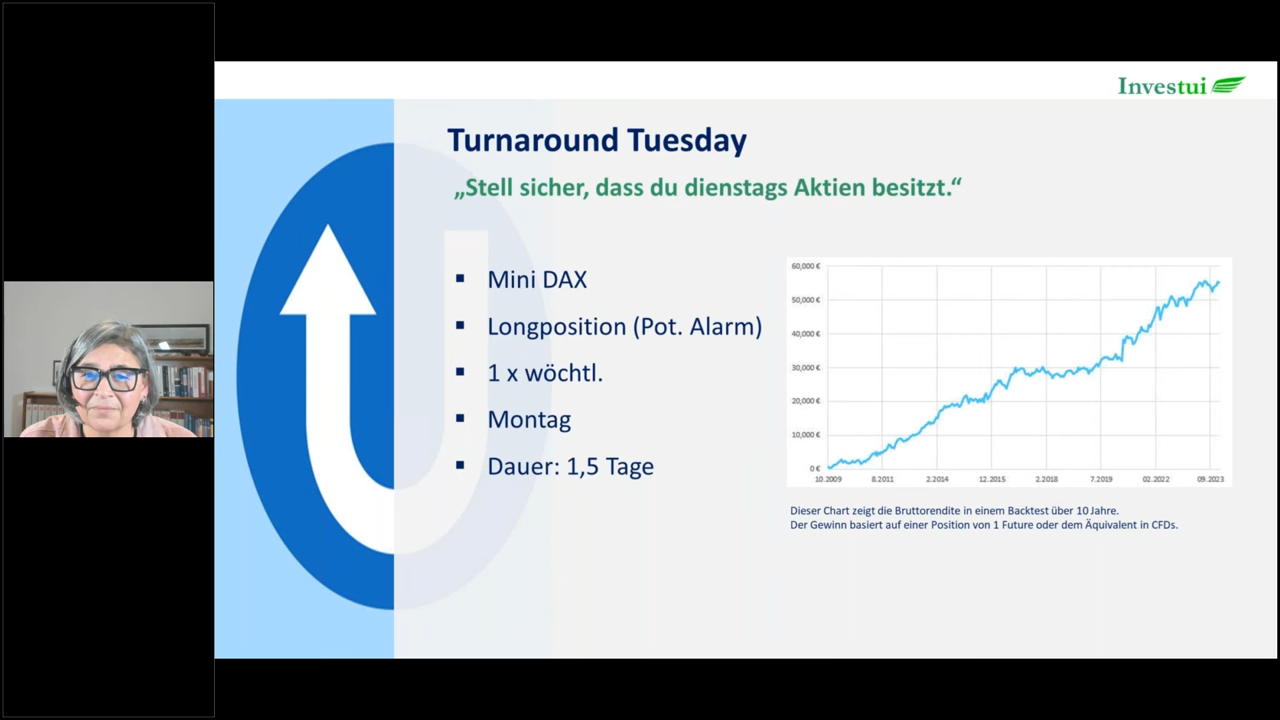 Investui
Turnaround Tuesday
„Stell sicher, dass du dienstags Aktien besitzt.“
▪ Mini DAX
▪ Longposition (Pot. Alarm)
▪ 1 x wöchtl.
▪ Montag
▪ Dauer: 1,5 Tage
60,000 €
50,000 €
40,000 €
30,000 €
20,000 €
10,000 €
0 €
10.2009 8.2011 2.2014 12.2015 2.2018 7.2019 02.2022 09.2023
Dieser Chart zeigt die Bruttorendite in einem Backtest über 10 Jahre.
Der Gewinn basiert auf einer Position von 1 Future oder dem Äquivalent in CFDs.